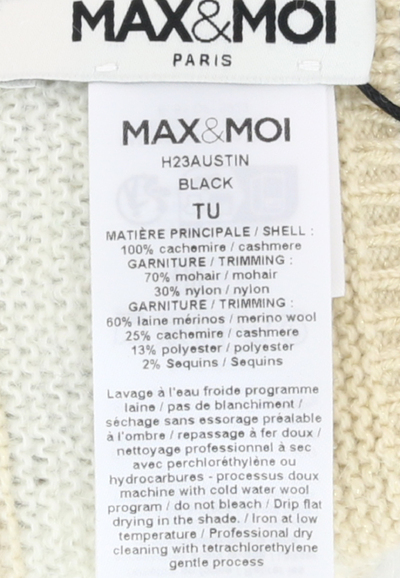 MAX&MOI
PARIS
MAX&MOI
H23AUSTIN
BLACK
TU
MATIÈRE PRINCIPALE / SHELL :
100% cachemire / cashmere
GARNITURE / TRIMMING :
70% mohair / mohair
30% nylon / nylon
GARNITURE / TRIMMING :
60% laine mérinos / merino wool
25% cachemire / cashmere
13% polyester / polyester
2% Sequins / Sequins
Lavage à l'eau froide programme
laine / pas de blanchiment /
séchage sans essorage préalable
à l'ombre / repassage à fer doux /
nettoyage professionnel à sec
avec perchloréthylène ou
hydrocarbures - processus doux
machine with cold water wool
program / do not bleach / Drip flat
drying in the shade. / Iron at low
temperature / Professional dry
cleaning with tetrachlorethylene
gentle process